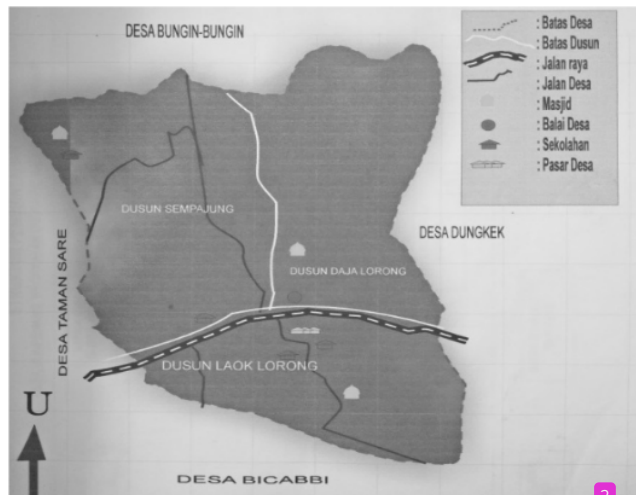 DESA BUNGIN-BUNGIN
: Batas Desa
: Batas Dusun
: Jalan raya
: Jalan Desa
: Masjid
: Balai Desa
: Sekolahan
: Pasar Desa
DUSUN SEMPAJUNG
DESA DUNGKEK
DESA TAMAN SARE
DUSUN DAJA LORONG
DUSUN LAOK LORONG
U
DESA BICABBI